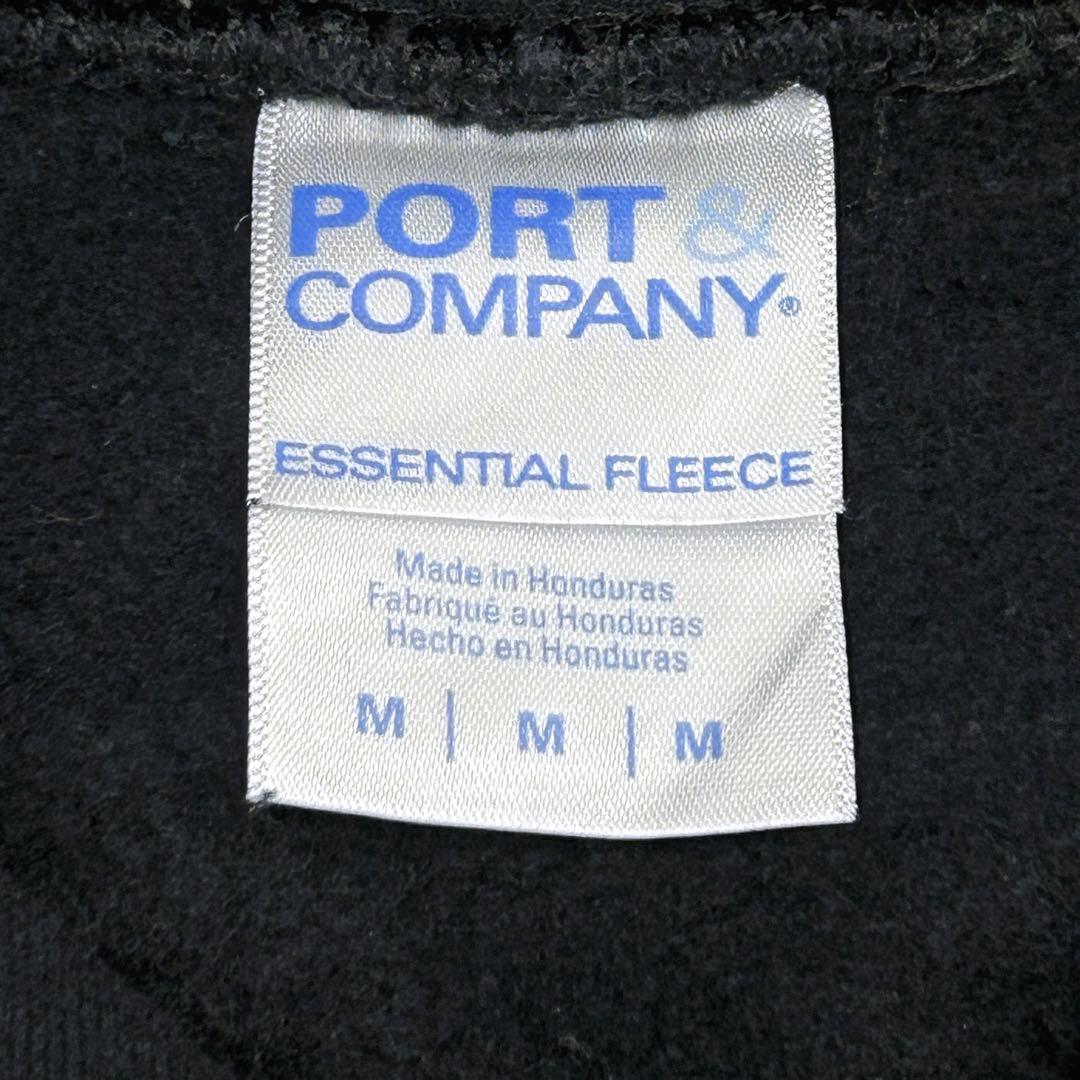 PORT &
COMPANY®
ESSENTIAL FLEECE
Made in Honduras
Fabriqué au Honduras
Hecho en Honduras
M | M | M